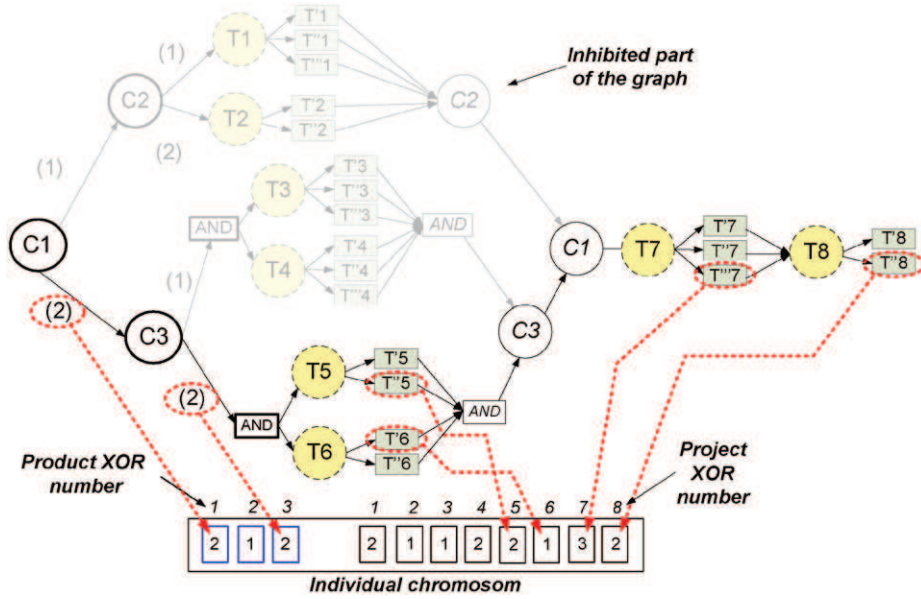 T'1
(1)
T1
T''1
T'''1
Inhibited part
of the graph
C2
C2
T'2
T2
T''2
(2)
(1)
T'3
T3
T''3
T'''3
AND
AND
C1
C1
T7
T'7
T''7
T'''7
T8
T'8
T''8
T'4
T4
T''4
T'''4
(1)
(2)
C3
C3
T'5
T5
T''5
(2)
AND
AND
T'6
T6
T''6
Product XOR
number
Project
XOR
number
1 2 3 1 2 3 4 5 6 7 8
2 1 2 2 1 1 2 2 1 3 2
Individual chromosom